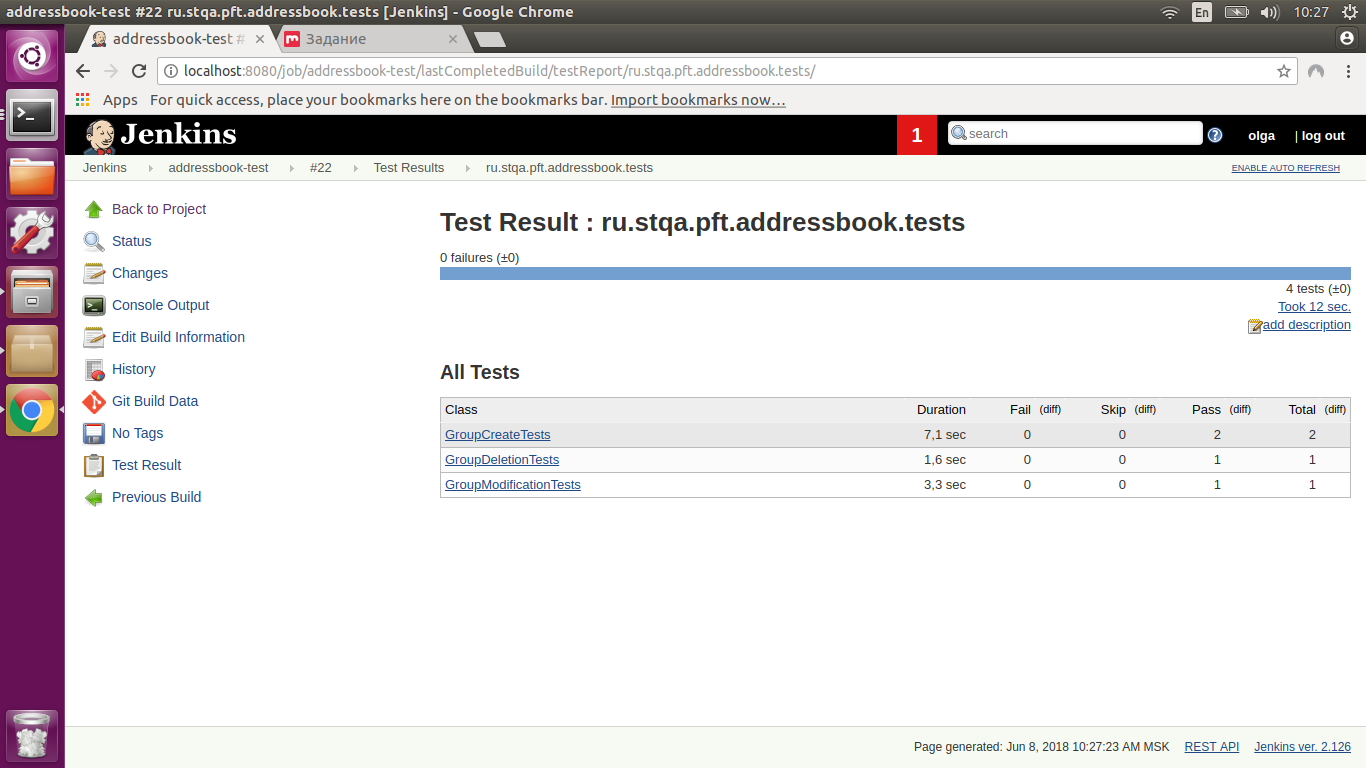 addressbook-test #22 ru.stqa.pft.addressbook.tests [Jenkins] - Google Chrome
En
10:27
addressbook-test #
Задание
localhost:8080/job/addressbook-test/lastCompletedBuild/testReport/ru.stqa.pft.addressbook.tests/
Apps For quick access, place your bookmarks here on the bookmarks bar. Import bookmarks now...
Jenkins
1
search
olga
| log out
Jenkins addressbook-test #22 Test Results ru.stqa.pft.addressbook.tests
ENABLE AUTO REFRESH
Back to Project
Status
Changes
Console Output
Edit Build Information
History
Git Build Data
No Tags
Test Result
Previous Build
Test Result : ru.stqa.pft.addressbook.tests
0 failures (±0)
4 tests (±0)
Took 12 sec.
add description
All Tests
Class Duration Fail (diff) Skip (diff) Pass (diff) Total (diff)
GroupCreateTests 7,1 sec 0 0 2 2
GroupDeletionTests 1,6 sec 0 0 1 1
GroupModificationTests 3,3 sec 0 0 1 1
Page generated: Jun 8, 2018 10:27:23 AM MSK REST API Jenkins ver. 2.126